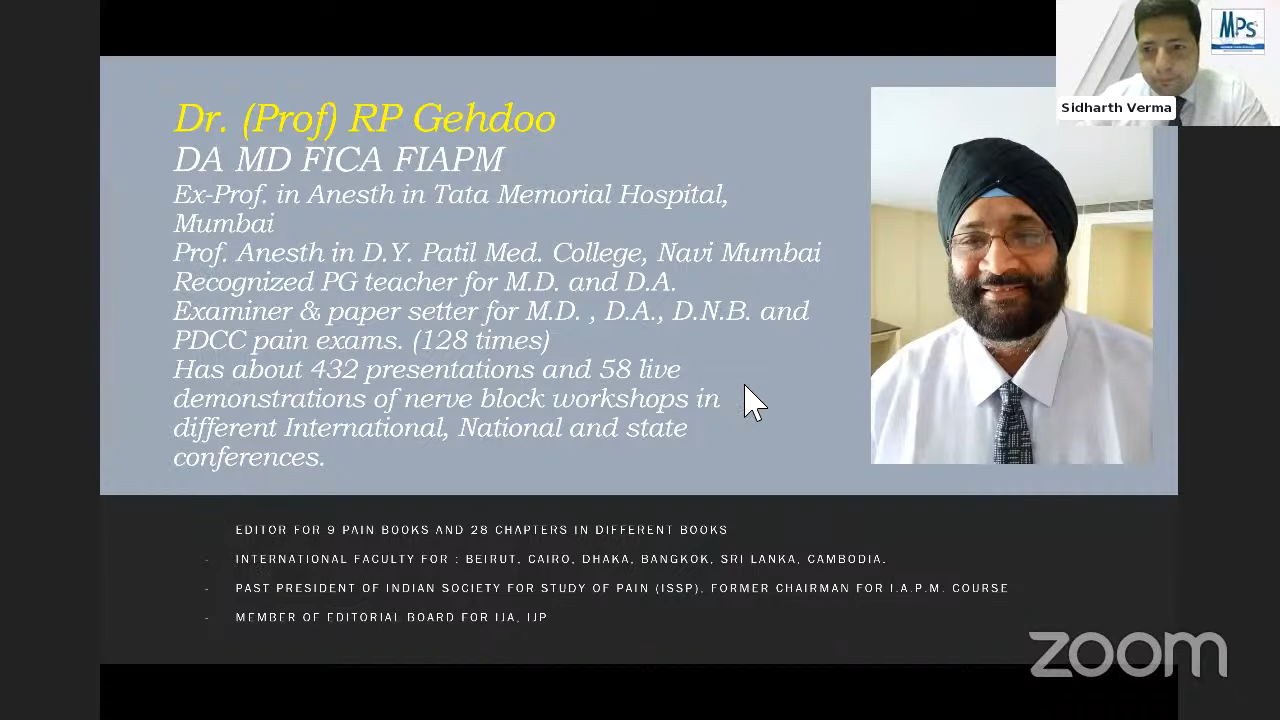 MPS
Sidharth Verma
Dr. (Prof) RP Gehdoo
DA MD FICA FIAPM
Ex-Prof. in Anesth in Tata Memorial Hospital,
Mumbai
Prof. Anesth in D.Y. Patil Med. College, Navi Mumbai
Recognized PG teacher for M.D. and D.A.
Examiner & paper setter for M.D. , D.A., D.N.B. and
PDCC pain exams. (128 times)
Has about 432 presentations and 58 live
demonstrations of nerve block workshops in
different International, National and state
conferences.
EDITOR FOR 9 PAIN BOOKS AND 28 CHAPTERS IN DIFFERENT BOOKS
- INTERNATIONAL FACULTY FOR : BEIRUT, CAIRO, DHAKA, BANGKOK, SRI LANKA, CAMBODIA.
- PAST PRESIDENT OF INDIAN SOCIETY FOR STUDY OF PAIN (ISSP), FORMER CHAIRMAN FOR I.A.P.M. COURSE
- MEMBER OF EDITORIAL BOARD FOR IJA, IJP
zoom